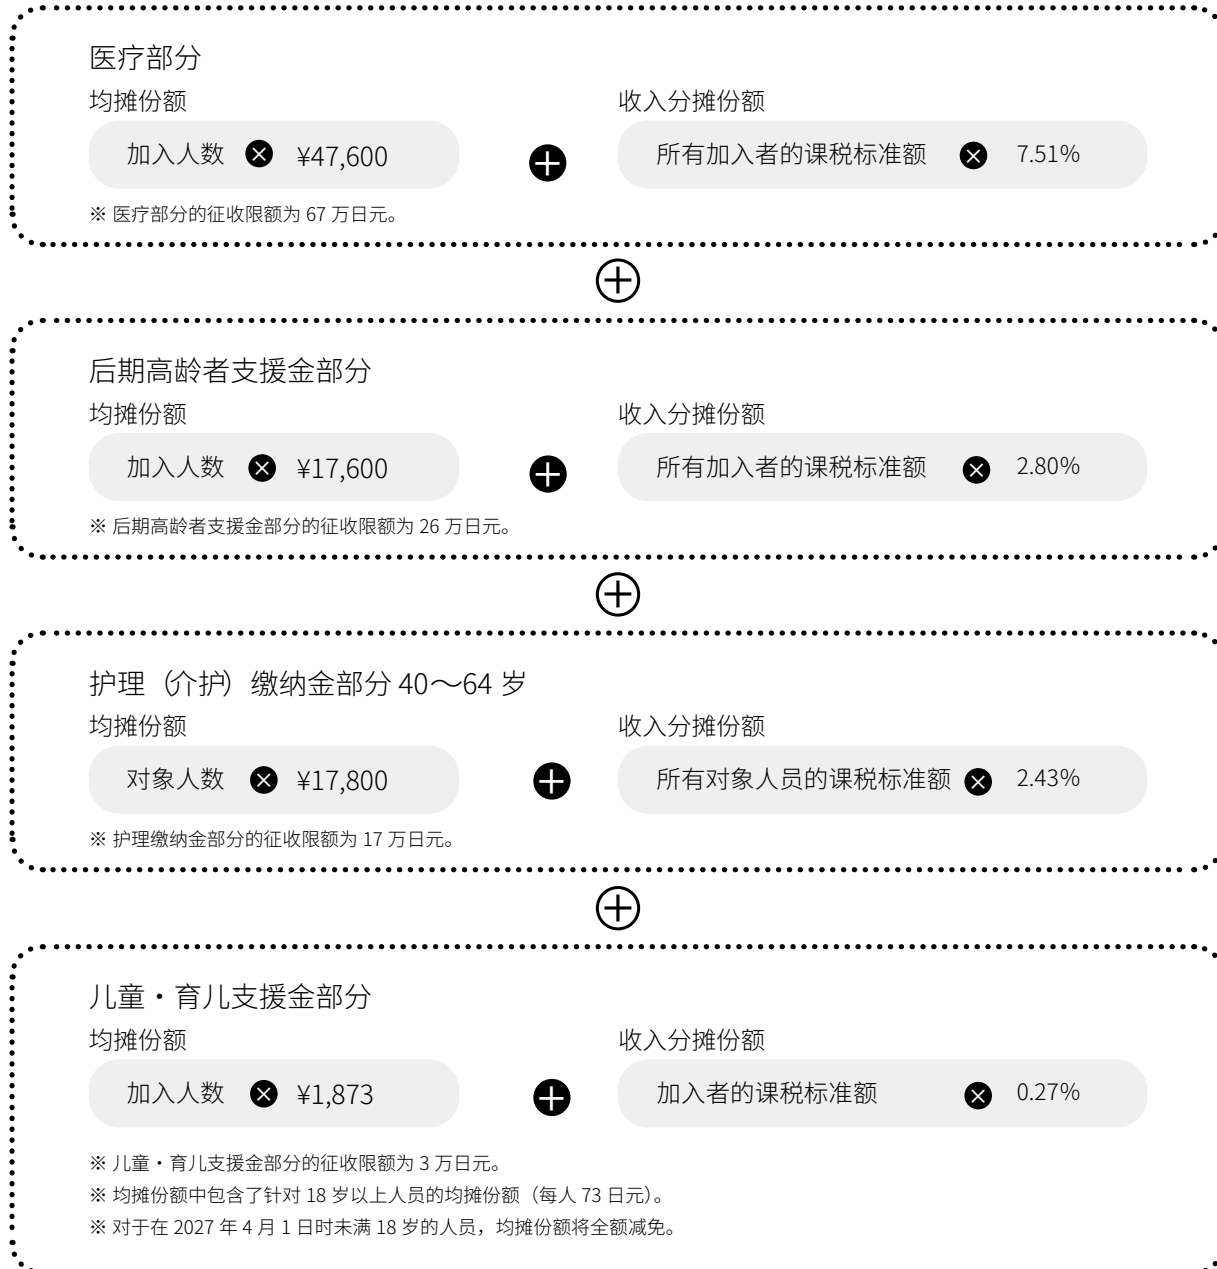 医疗部分
均摊份额 收入分摊份额
加入人数 × ¥47,600 + 所有加入者的课税标准额 × 7.51%
※ 医疗部分的征收限额为 67 万日元。
+
后期高龄者支援金部分
均摊份额 收入分摊份额
加入人数 × ¥17,600 + 所有加入者的课税标准额 × 2.80%
※ 后期高龄者支援金部分的征收限额为 26 万日元。
+
护理（介护）缴纳金部分 40～64 岁
均摊份额 收入分摊份额
对象人数 × ¥17,800 + 所有对象人员的课税标准额 × 2.43%
※ 护理缴纳金部分的征收限额为 17 万日元。
+
儿童・育儿支援金部分
均摊份额 收入分摊份额
加入人数 × ¥1,873 + 加入者的课税标准额 × 0.27%
※ 儿童・育儿支援金部分的征收限额为 3 万日元。
※ 均摊份额中包含了针对 18 岁以上人员的均摊份额（每人 73 日元）。
※ 对于在 2027 年 4 月 1 日时未满 18 岁的人员，均摊份额将全额减免。